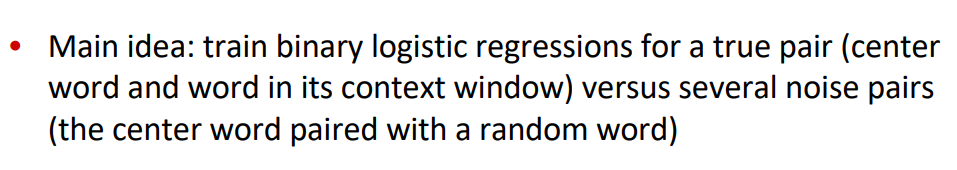 • Main idea: train binary logistic regressions for a true pair (center
word and word in its context window) versus several noise pairs
(the center word paired with a random word)